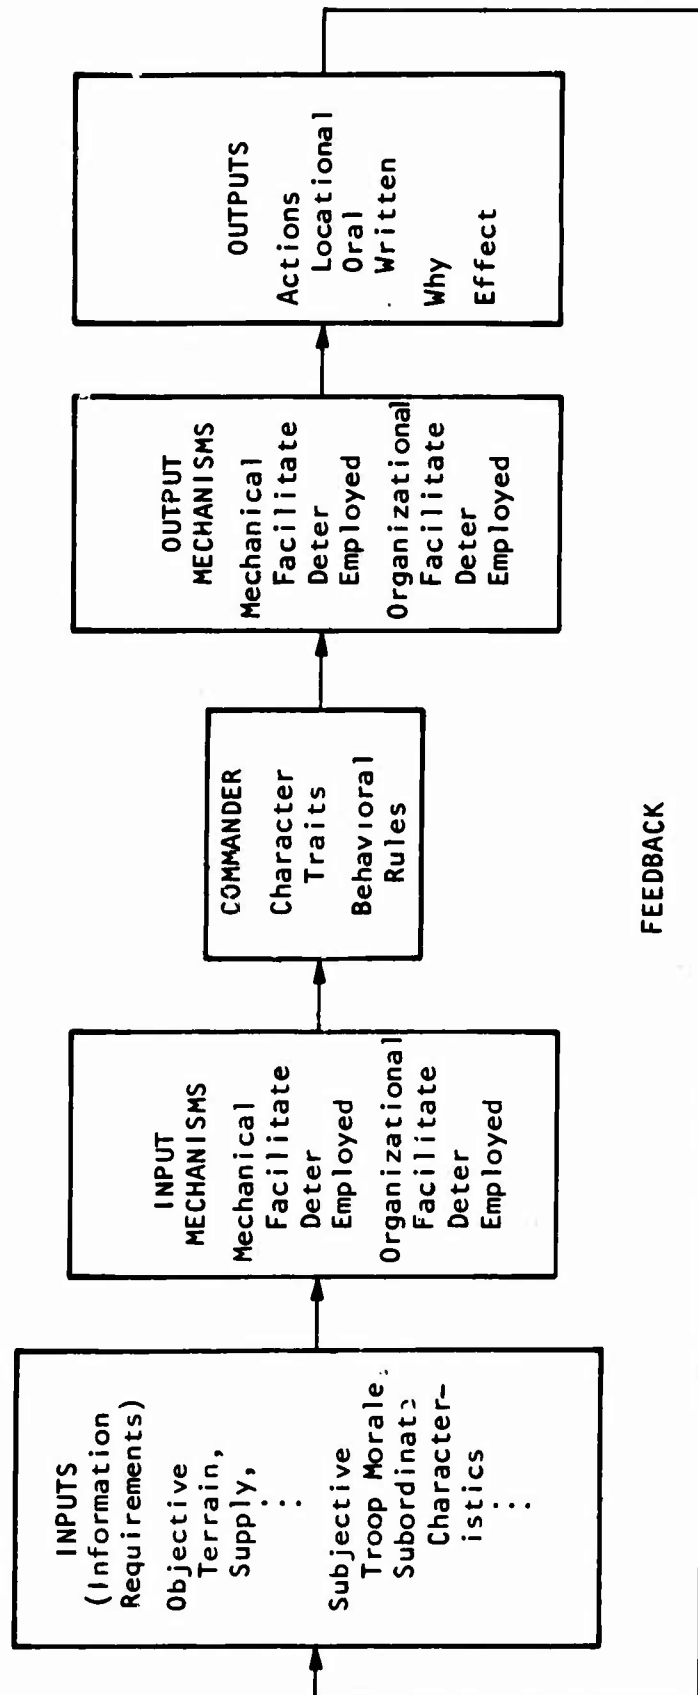 INPUTS
(Information
Requirements)
Objective
Terrain,
Supply,
:
Subjective
Troop Morale,
Subordinate
Character-
istics
:
INPUT
MECHANISMS
Mechanical
Facilitate
Deter
Employed
Organizational
Facilitate
Deter
Employed
COMMANDER
Character
Traits
Behavioral
Rules
OUTPUT
MECHANISMS
Mechanical
Facilitate
Deter
Employed
Organizational
Facilitate
Deter
Employed
OUTPUTS
Actions
Locational
Oral
Written
Why
Effect
FEEDBACK